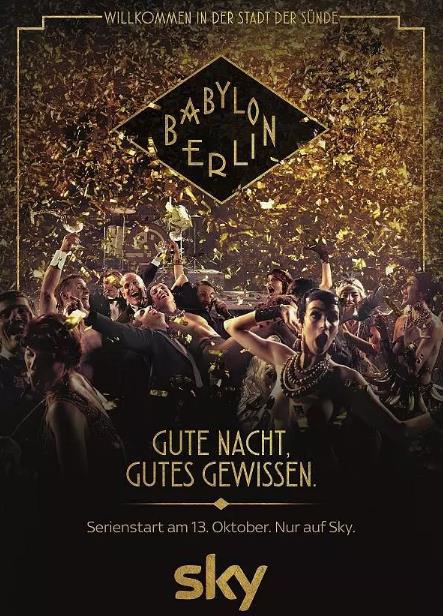 WILLKOMMEN IN DER STADT DER SÜNDE
BABYLON
BERLIN
GUTE NACHT,
GUTES GEWISSEN.
Serienstart am 13. Oktober. Nur auf Sky.
sky